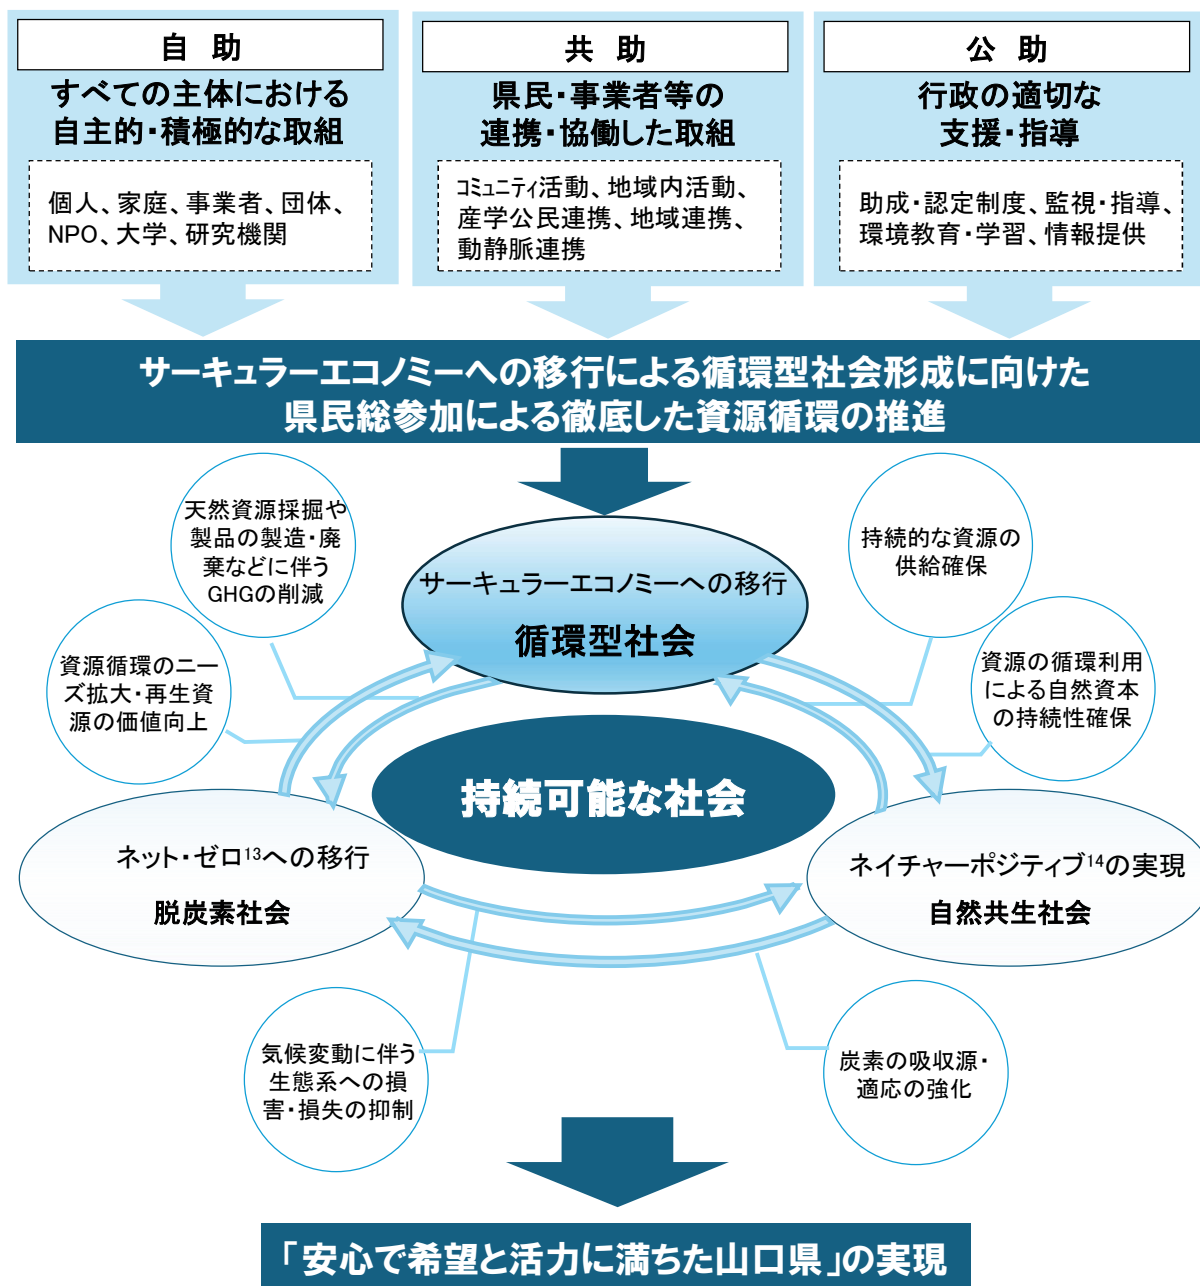 自 助
すべての主体における
自主的・積極的な取組
個人、家庭、事業者、団体、
NPO、大学、研究機関
共 助
県民・事業者等の
連携・協働した取組
コミュニティ活動、地域内活動、
産学公民連携、地域連携、
動静脈連携
公 助
行政の適切な
支援・指導
助成・認定制度、監視・指導、
環境教育・学習、情報提供
サーキュラーエコノミーへの移行による循環型社会形成に向けた
県民総参加による徹底した資源循環の推進
天然資源採掘や
製品の製造・廃
棄などに伴う
GHGの削減
持続的な資源の
供給確保
サーキュラーエコノミーへの移行
循環型社会
資源循環のニー
ズ拡大・再生資
源の価値向上
資源の循環利用
による自然資本
の持続性確保
持続可能な社会
ネット・ゼロ13への移行
脱炭素社会
ネイチャーポジティブ14の実現
自然共生社会
気候変動に伴う
生態系への損
害・損失の抑制
炭素の吸収源・
適応の強化
「安心で希望と活力に満ちた山口県」の実現